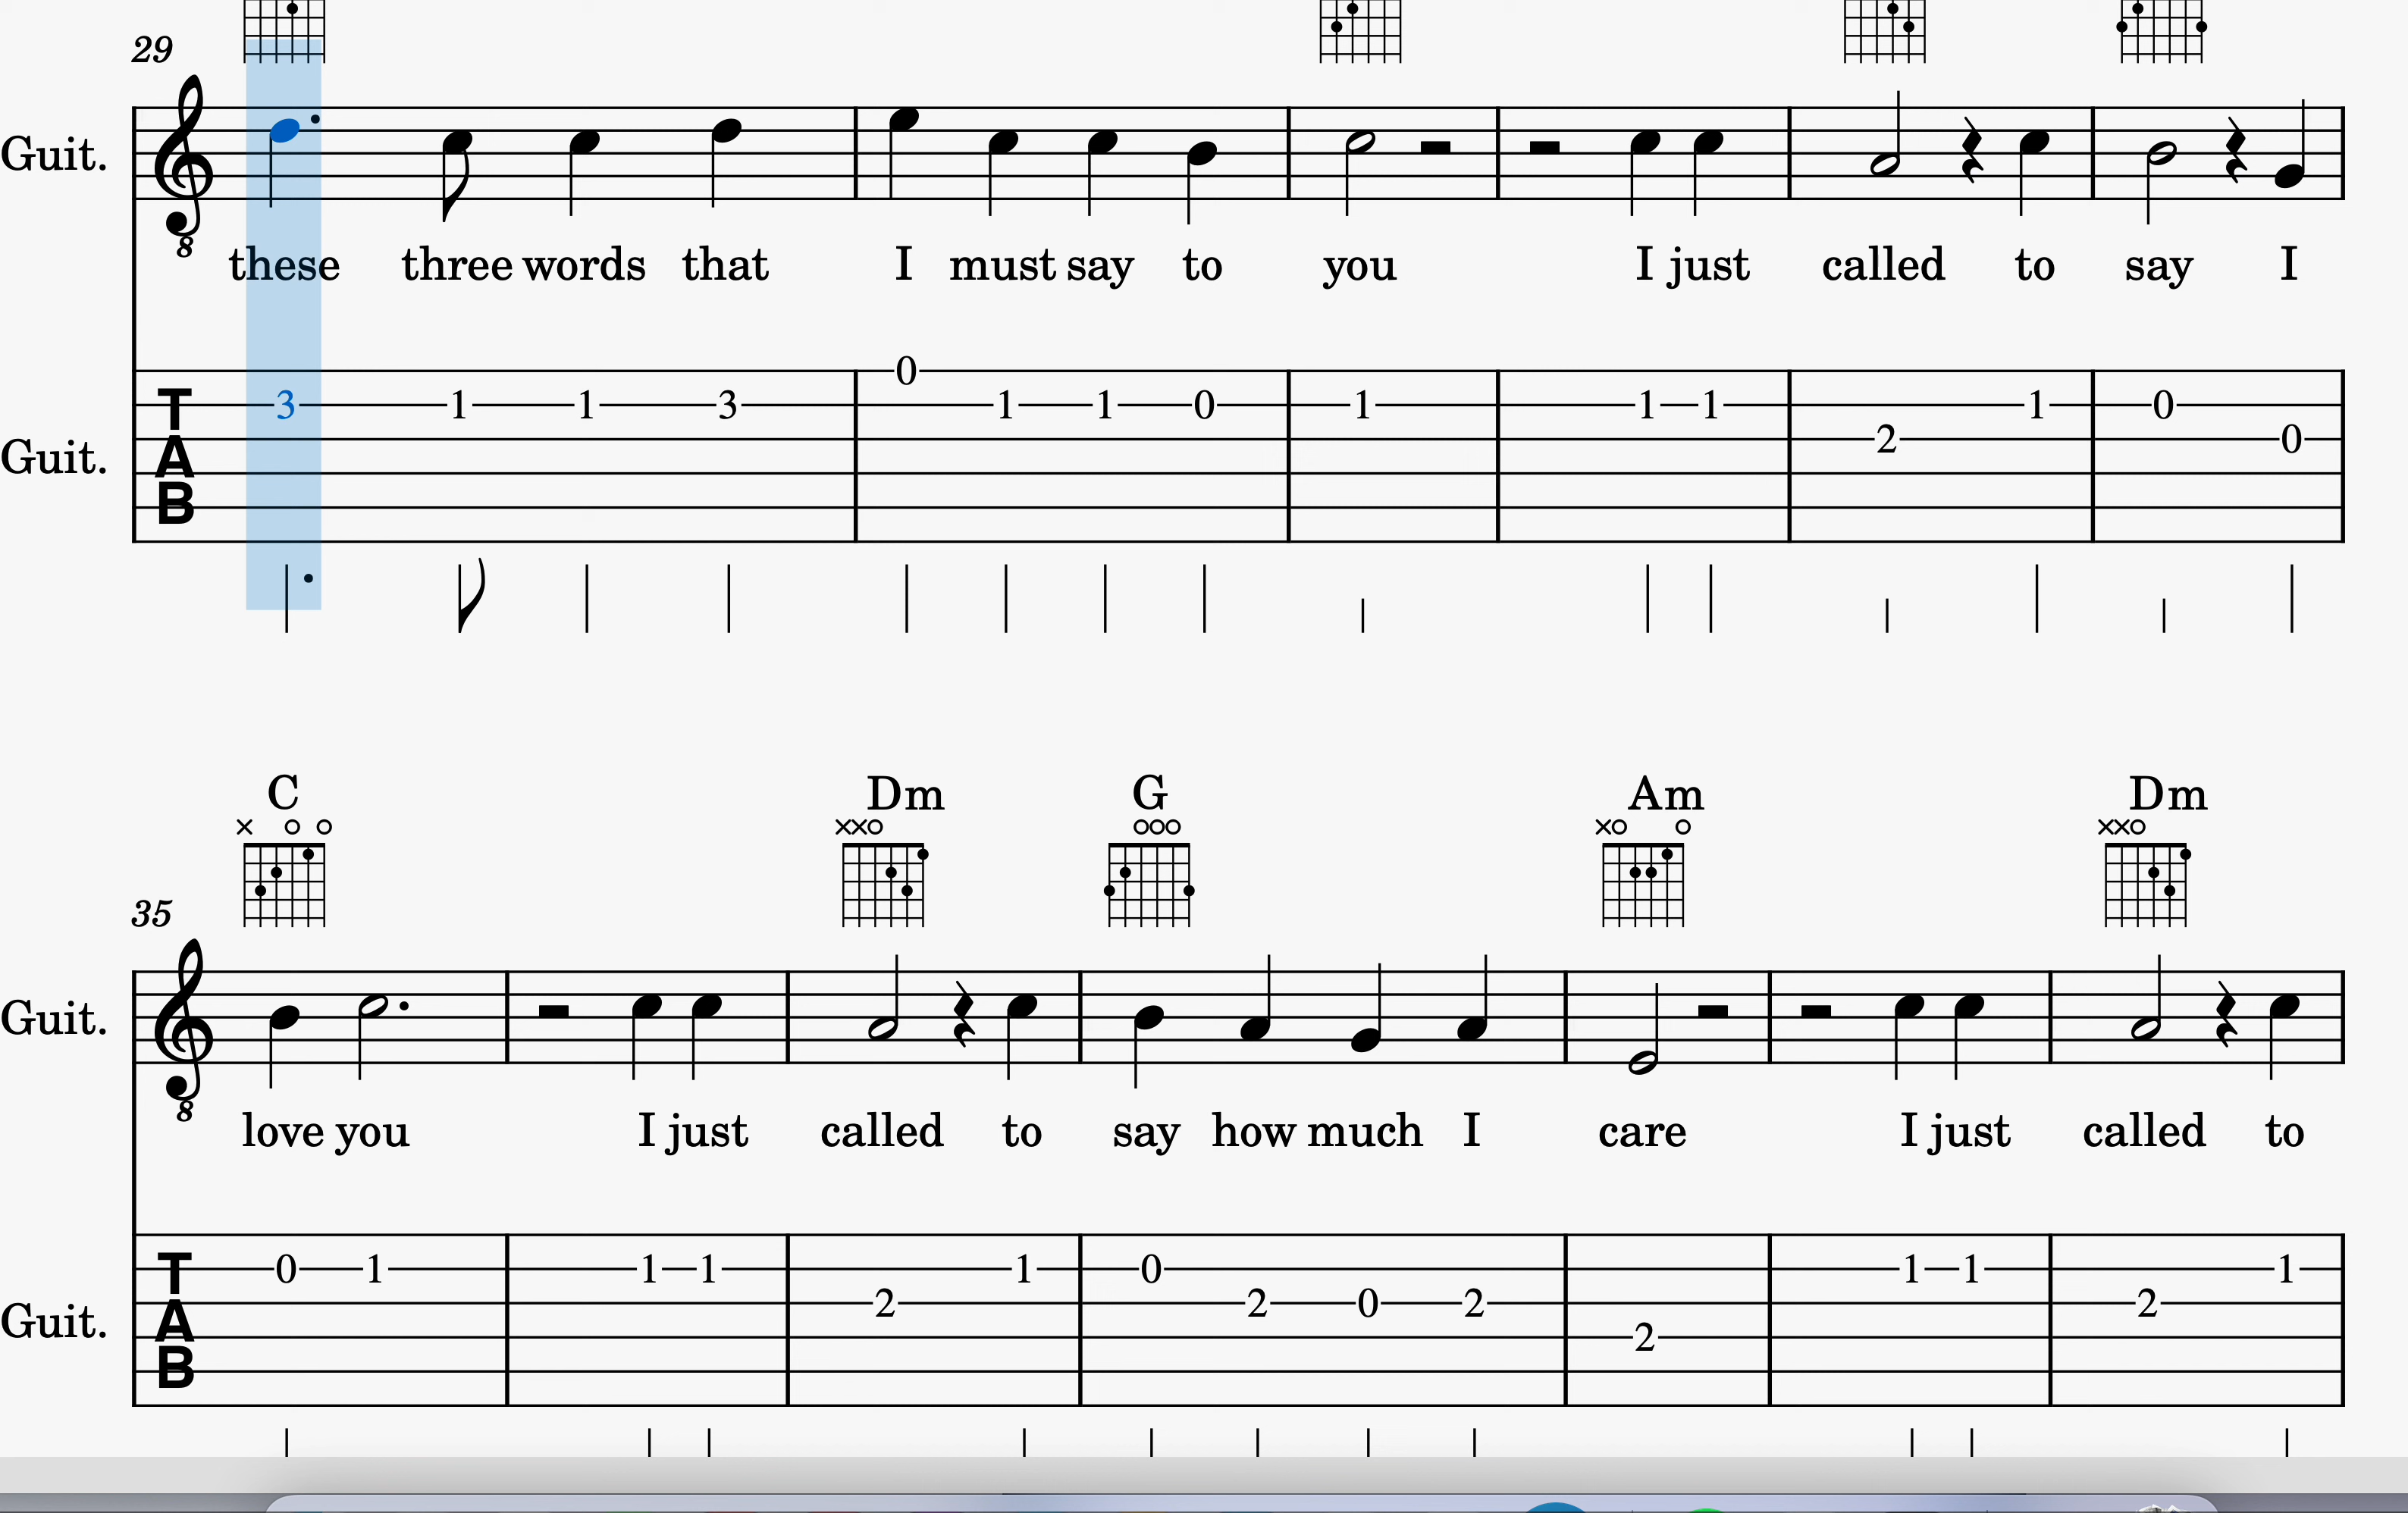 29
Guit.
8
these three words that I must say to you I just called to say I
0
3 1 1 3 1 1 0 1 1 1 1 0
2 0
T
A
B
Guit.
C Dm G Am Dm
35
Guit.
8
love you I just called to say how much I care I just called to
0 1 1 1 1 0 1 1 1
2 2 0 2 2
2
T
A
B
Guit.